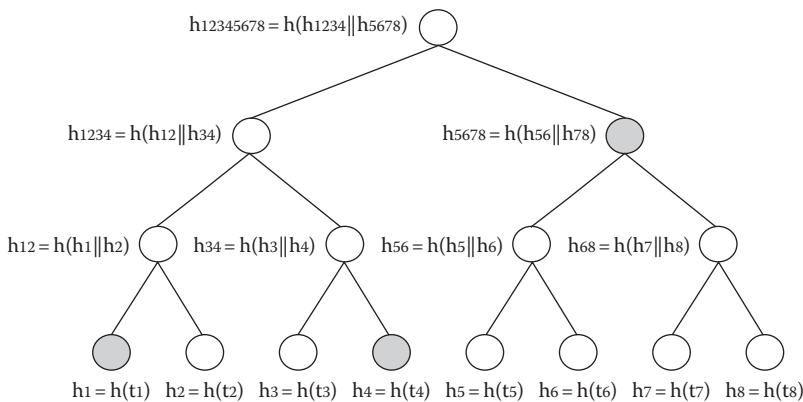 h12345678 = h(h1234‖h5678)
h1234 = h(h12‖h34)
h5678 = h(h56‖h78)
h12 = h(h1‖h2)
h34 = h(h3‖h4)
h56 = h(h5‖h6)
h68 = h(h7‖h8)
h1 = h(t1) h2 = h(t2) h3 = h(t3) h4 = h(t4) h5 = h(t5) h6 = h(t6) h7 = h(t7) h8 = h(t8)